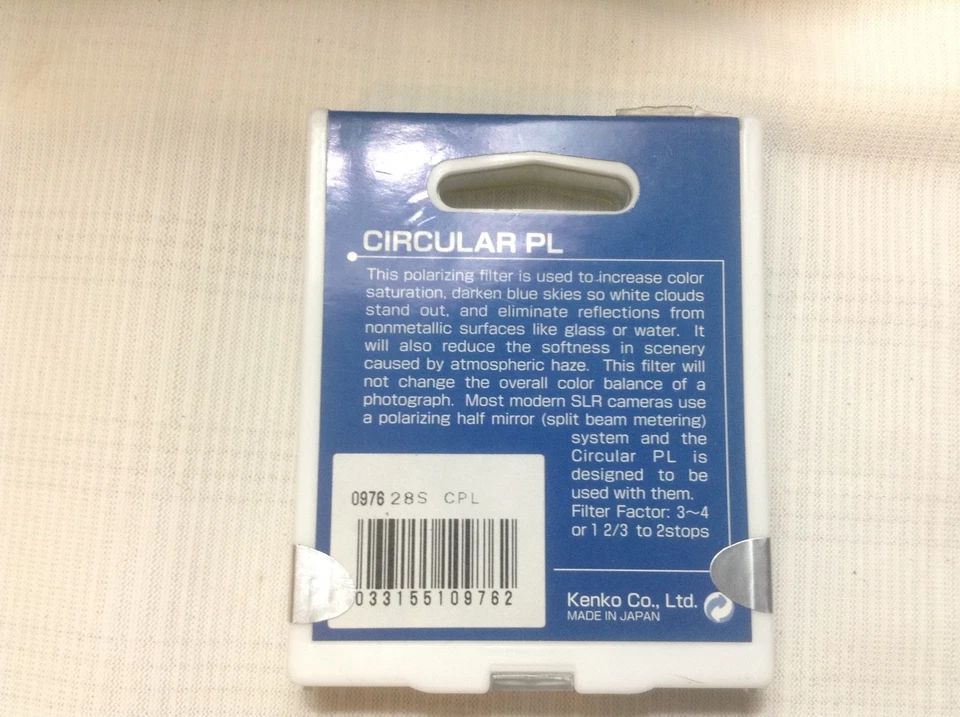 CIRCULAR PL
This polarizing filter is used to increase color
saturation, darken blue skies so white clouds
stand out, and eliminate reflections from
nonmetallic surfaces like glass or water. It
will also reduce the softness in scenery
caused by atmospheric haze. This filter will
not change the overall color balance of a
photograph. Most modern SLR cameras use
a polarizing half mirror (split beam metering)
system and the
Circular PL is
designed to be
used with them.
Filter Factor: 3~4
or 1 2/3 to 2stops
0976 28S CPL
033155109762
Kenko Co., Ltd.
MADE IN JAPAN